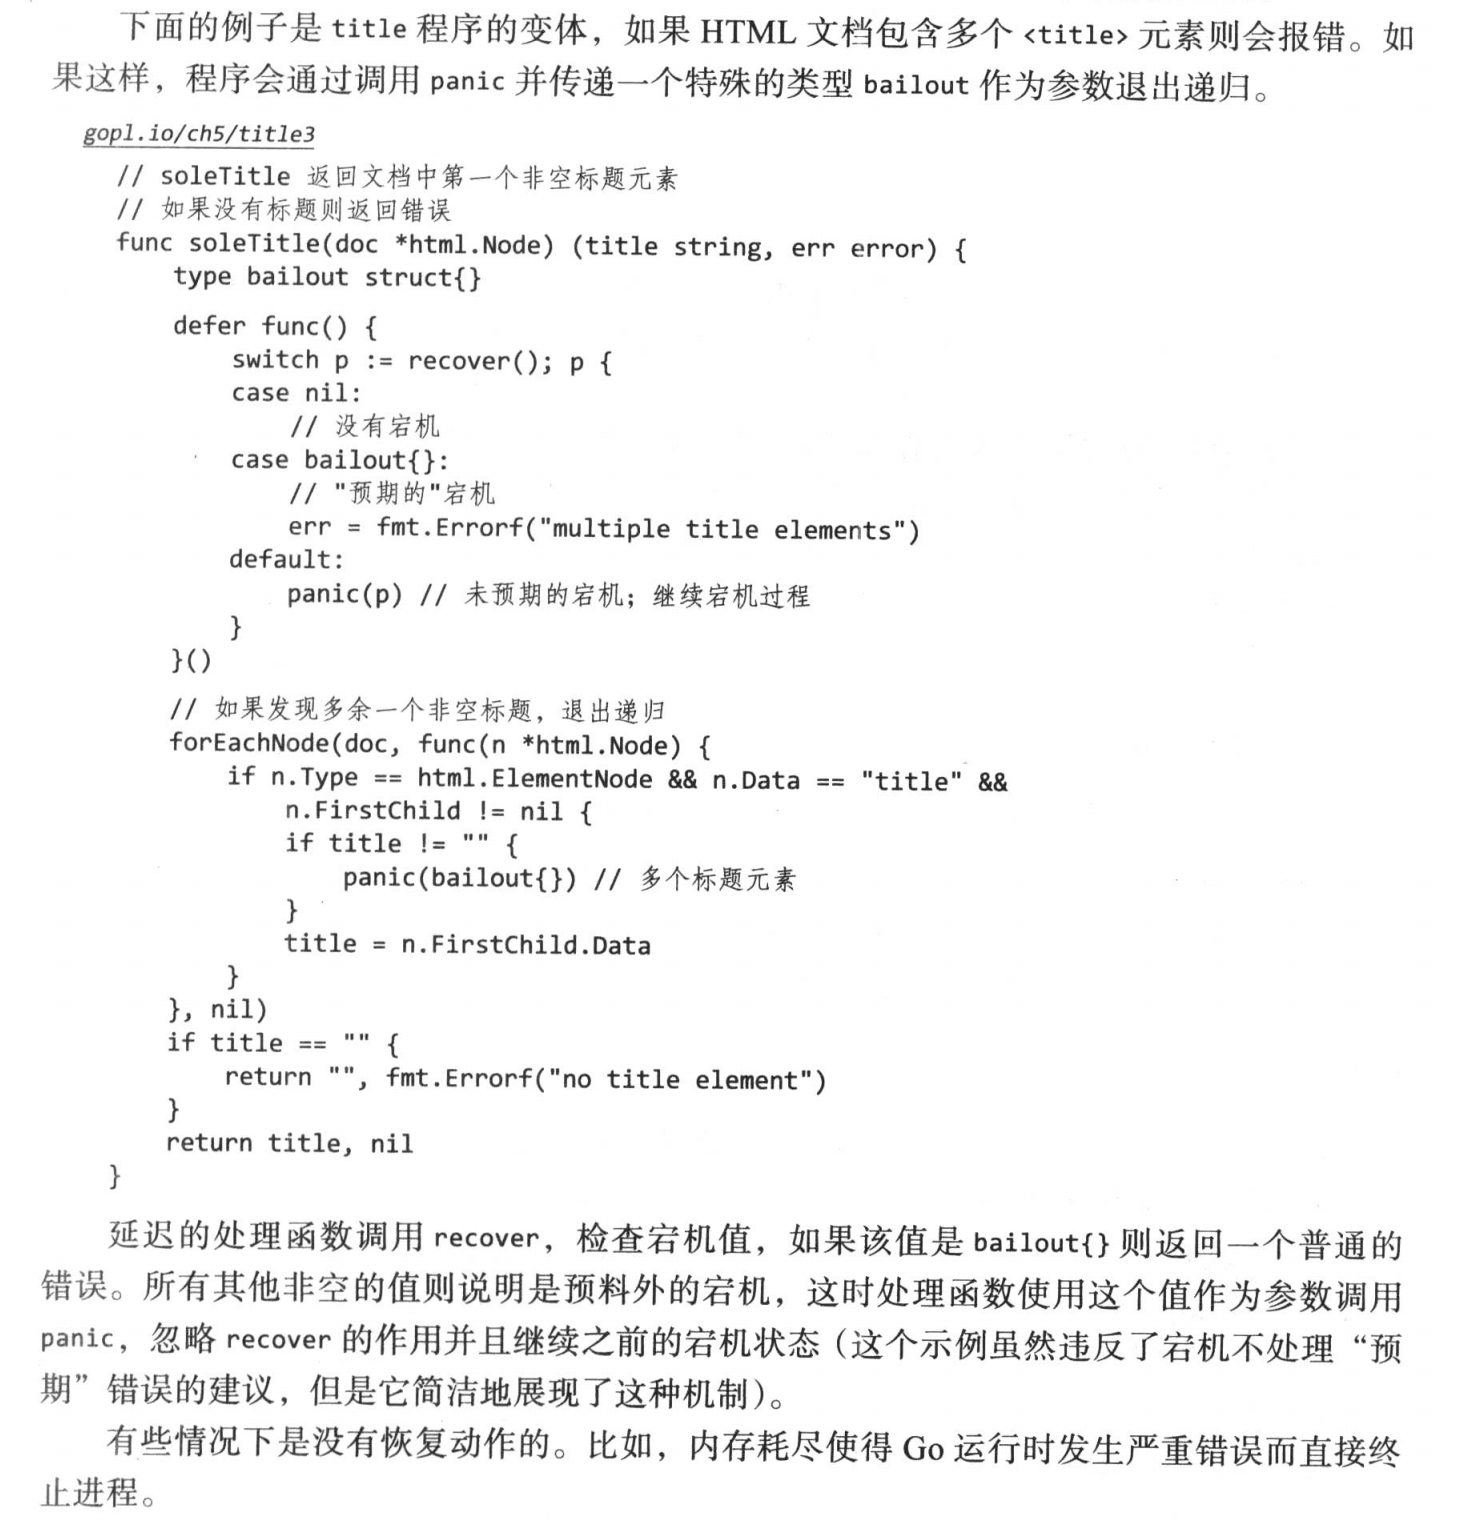 下面的例子是 title 程序的变体，如果 HTML 文档包含多个 <title> 元素则会报错。如
果这样，程序会通过调用 panic 并传递一个特殊的类型 bailout 作为参数退出递归。
gopl.io/ch5/title3
// soleTitle 返回文档中第一个非空标题元素
// 如果没有标题则返回错误
func soleTitle(doc *html.Node) (title string, err error) {
    type bailout struct{}
    defer func() {
        switch p := recover(); p {
        case nil:
            // 没有宕机
        case bailout{}:
            // "预期的"宕机
            err = fmt.Errorf("multiple title elements")
        default:
            panic(p) // 未预期的宕机；继续宕机过程
        }
    }()
    // 如果发现多余一个非空标题，退出递归
    forEachNode(doc, func(n *html.Node) {
        if n.Type == html.ElementNode && n.Data == "title" &&
            n.FirstChild != nil {
            if title != "" {
                panic(bailout{}) // 多个标题元素
            }
            title = n.FirstChild.Data
        }
    }, nil)
    if title == "" {
        return "", fmt.Errorf("no title element")
    }
    return title, nil
}
延迟的处理函数调用 recover，检查宕机值，如果该值是 bailout{} 则返回一个普通的
错误。所有其他非空的值则说明是预料外的宕机，这时处理函数使用这个值作为参数调用
panic，忽略 recover 的作用并且继续之前的宕机状态（这个示例虽然违反了宕机不处理“预
期”错误的建议，但是它简洁地展现了这种机制）。
有些情况下是没有恢复动作的。比如，内存耗尽使得 Go 运行时发生严重错误而直接终
止进程。